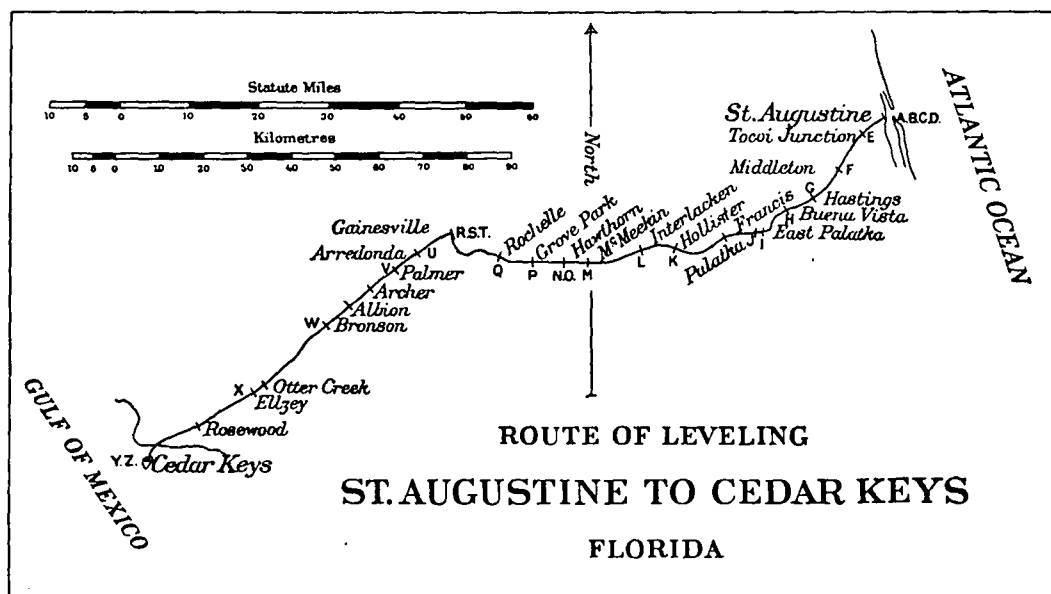 Statute Miles
10 5 0 10 20 30 40 50 60
Kilometres
10 5 0 10 20 30 40 50 60 70 80 90
North
ATLANTIC OCEAN
St. Augustine
A.B.C.D.
Tocoi Junction
E
Middleton
F
G
Hastings
H
Buena Vista
I
East Palatka
J
Palatka
Francis
Hollister
K
Interlacken
L
McMeekin
M
Hawthorn
N.O.
Grove Park
P
Rochelle
Q
R.S.T.
Gainesville
Arredonda
U
V
Palmer
Archer
Albion
W
Bronson
Otter Creek
X
Ellzey
Rosewood
Y.Z.
Cedar Keys
GULF OF MEXICO
ROUTE OF LEVELING
ST. AUGUSTINE TO CEDAR KEYS
FLORIDA